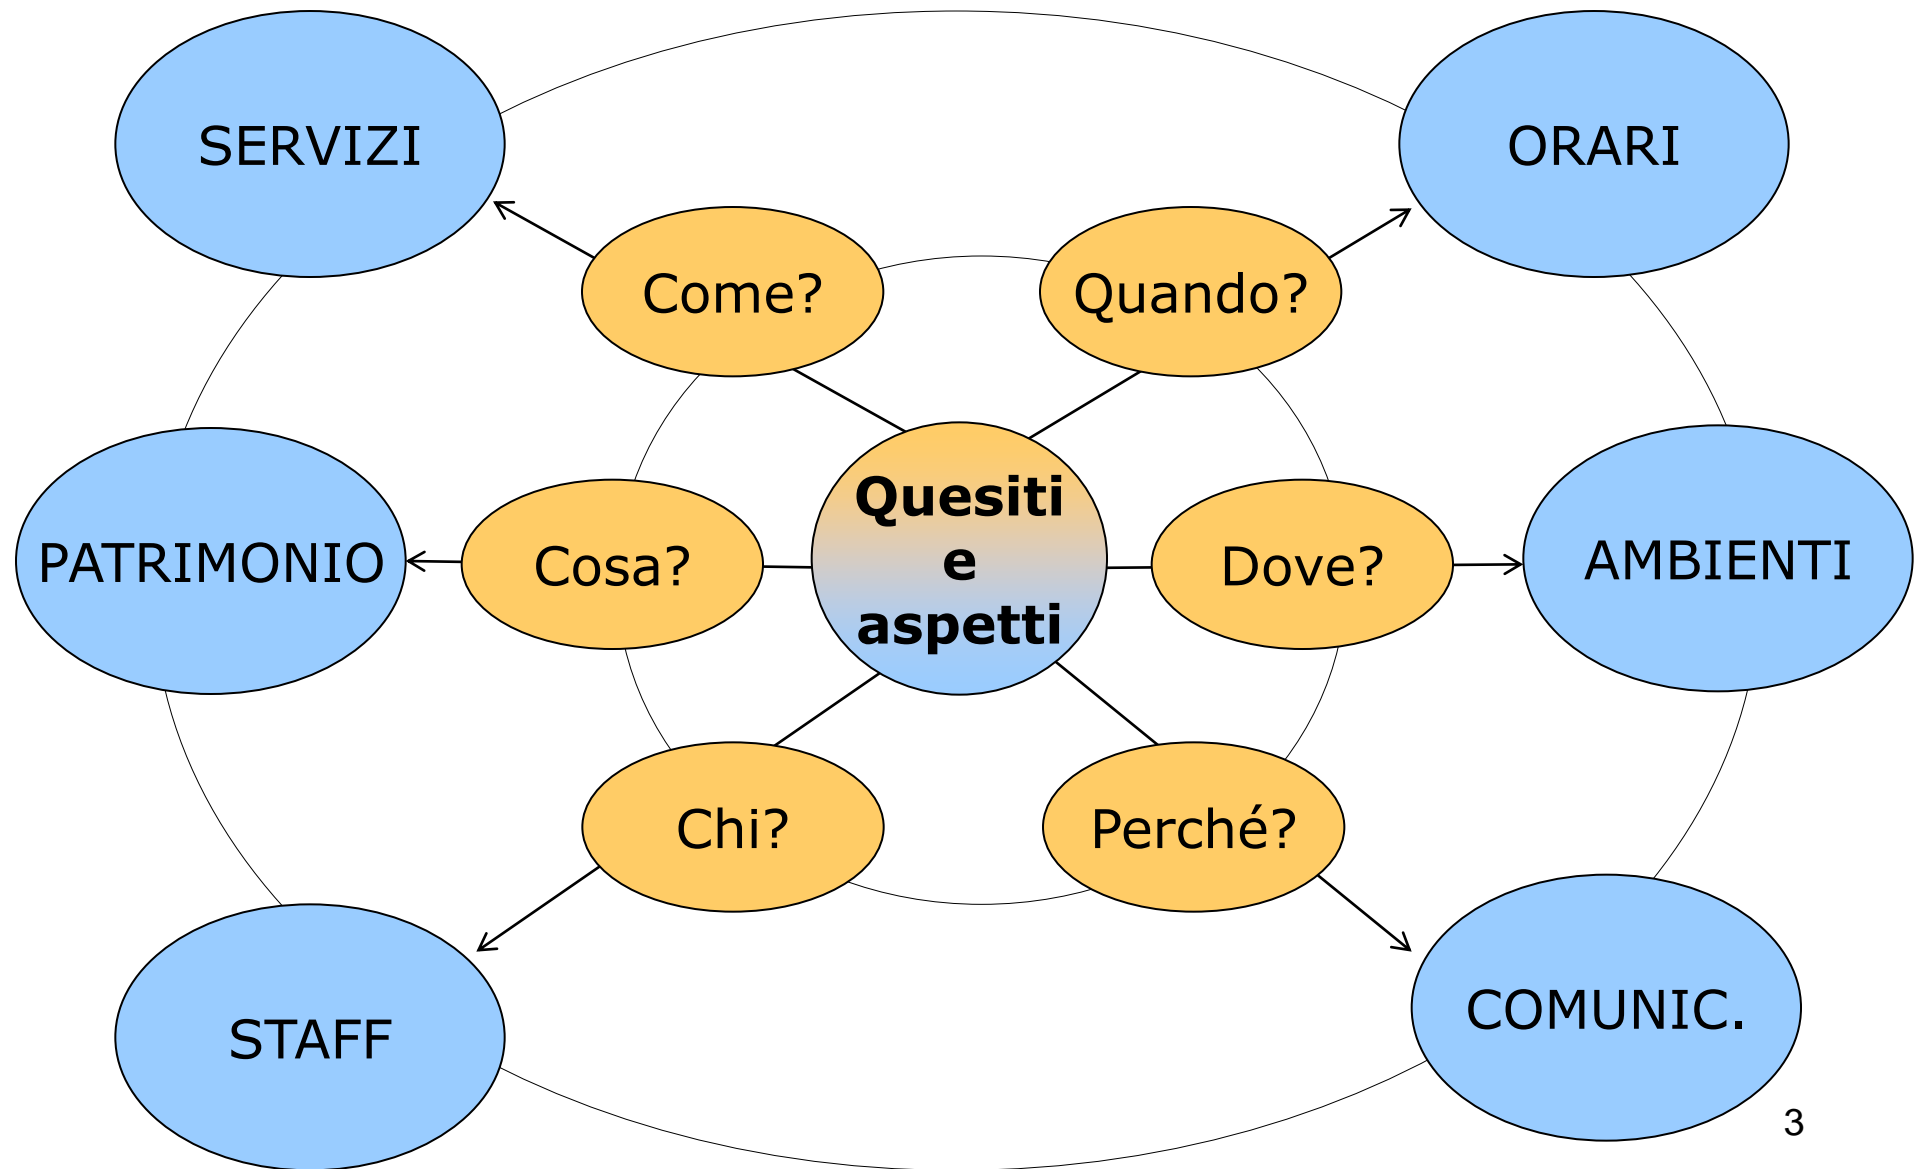 SERVIZI
ORARI
Come?
Quando?
Quesiti
e
aspetti
PATRIMONIO
Cosa?
Dove?
AMBIENTI
Chi?
Perché?
STAFF
COMUNIC.
3